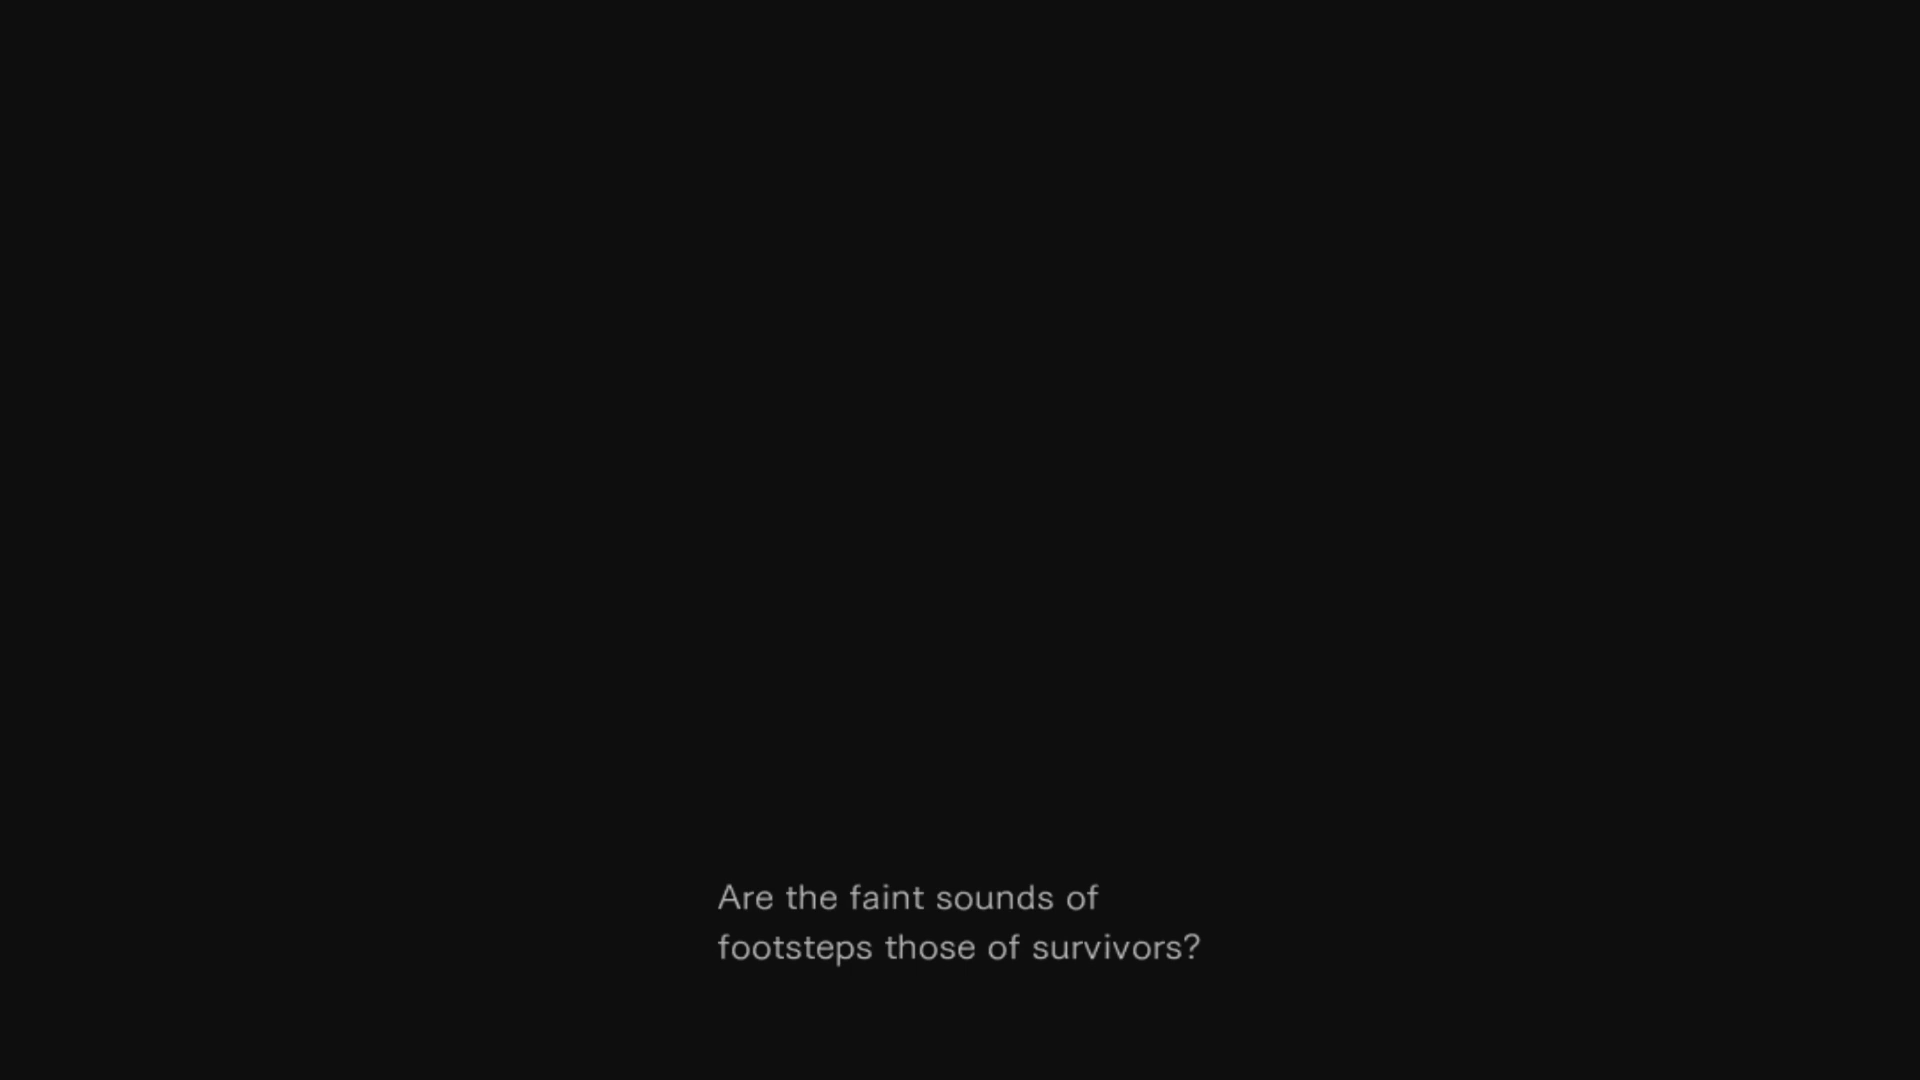 Are the faint sounds of
footsteps those of survivors?